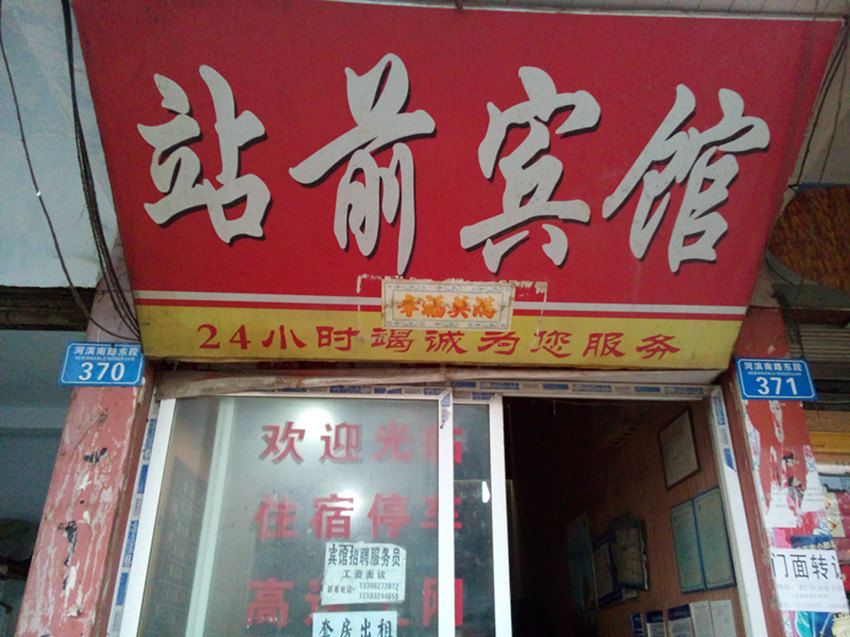 站前宾馆
幸福美满
24小时竭诚为您服务
河滨南路东段
370
河滨南路东段
371
欢迎光临
住宿停车
宾馆招聘服务员
工资面议
套房出租
门面转让